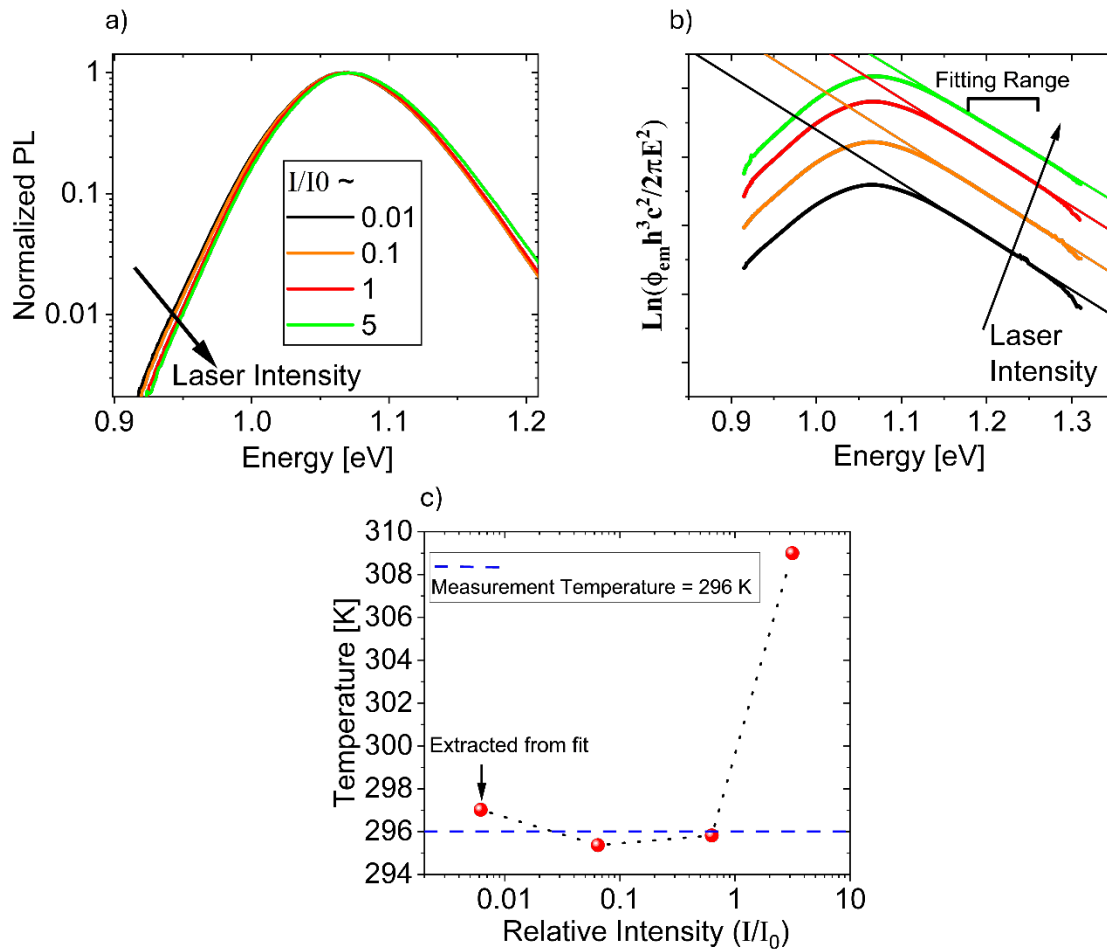 a)
Normalized PL
1
0.1
0.01
I/I0 ~
0.01
0.1
1
5
Laser Intensity
0.9 1.0 1.1 1.2
Energy [eV]
b)
Ln(ϕemh³c²/2πE²)
Fitting Range
Laser
Intensity
0.9 1.0 1.1 1.2 1.3
Energy [eV]
c)
Temperature [K]
310
308
306
304
302
300
298
296
294
Measurement Temperature = 296 K
Extracted from fit
0.01 0.1 1 10
Relative Intensity (I/I₀)